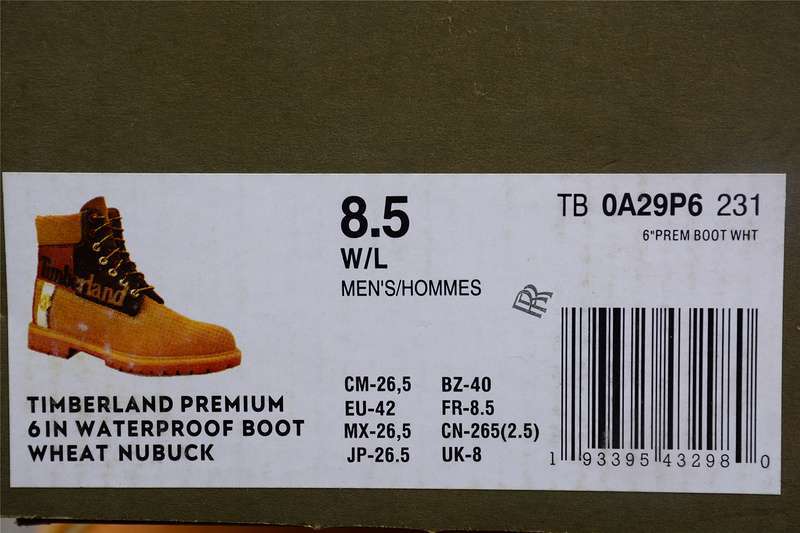 Timberland
8.5
W/L
MEN'S/HOMMES
TB 0A29P6 231
6"PREM BOOT WHT
RR
TIMBERLAND PREMIUM
6 IN WATERPROOF BOOT
WHEAT NUBUCK
CM-26,5 BZ-40
EU-42 FR-8.5
MX-26,5 CN-265(2.5)
JP-26.5 UK-8
1 93395 43298 0